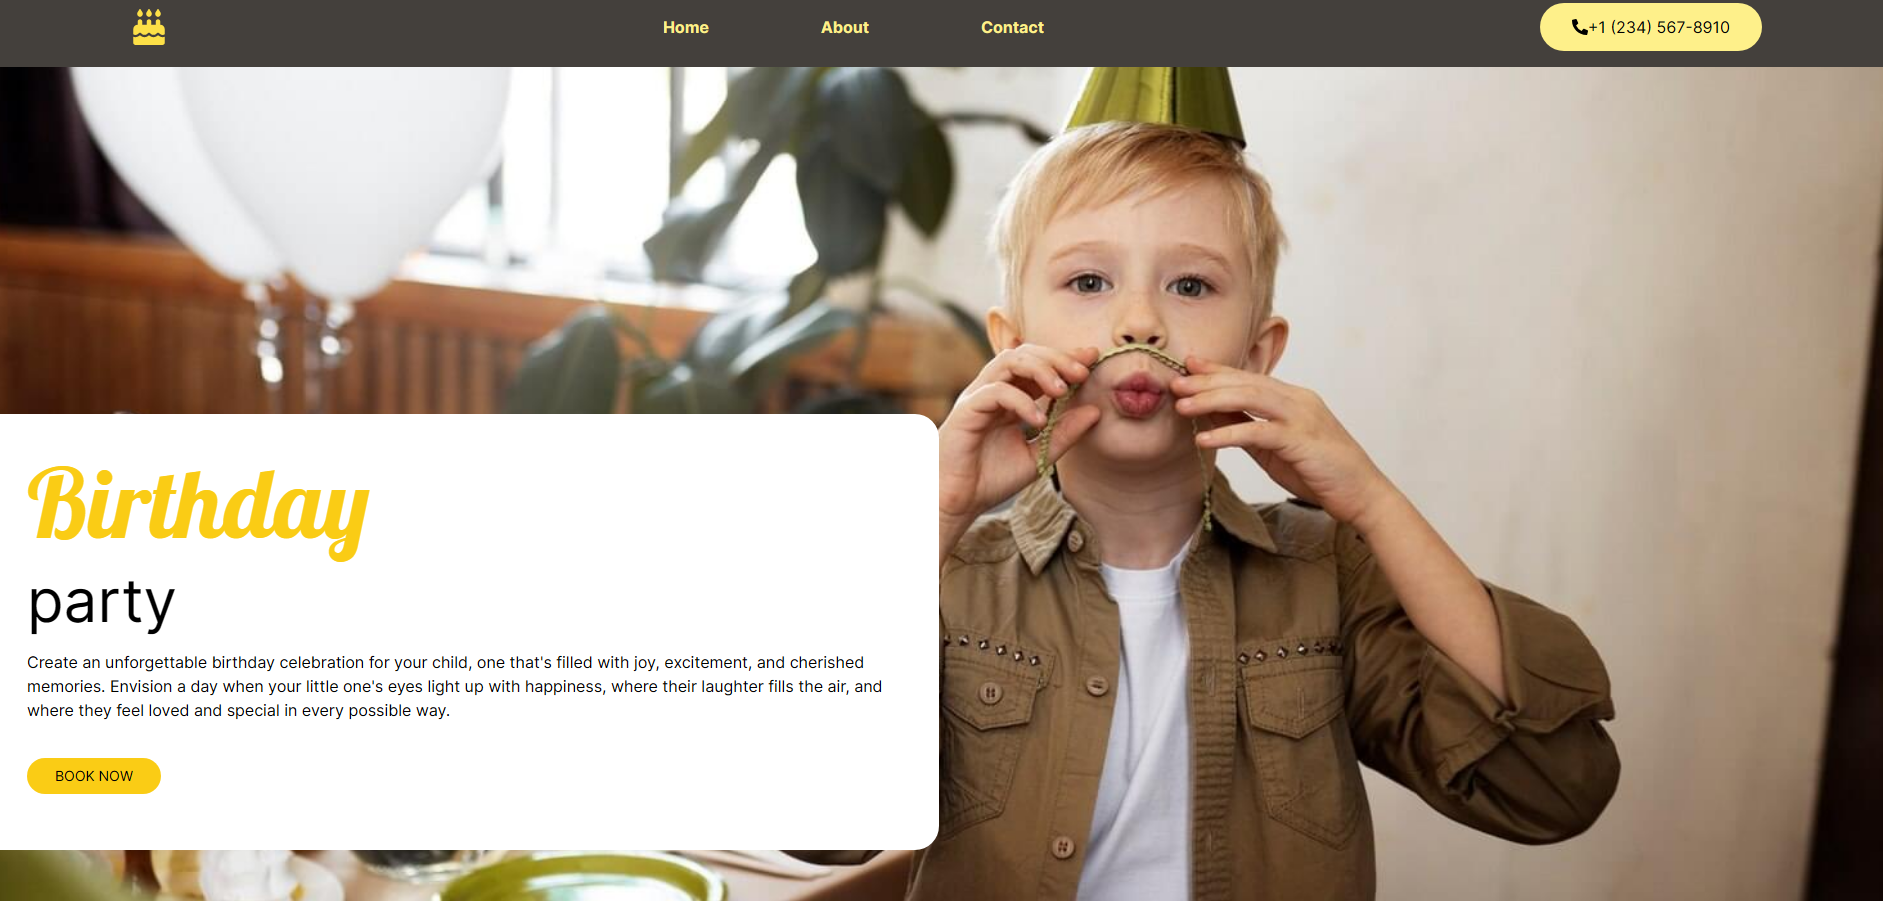 Home About Contact +1 (234) 567-8910
Birthday
party
Create an unforgettable birthday celebration for your child, one that's filled with joy, excitement, and cherished
memories. Envision a day when your little one's eyes light up with happiness, where their laughter fills the air, and
where they feel loved and special in every possible way.
BOOK NOW